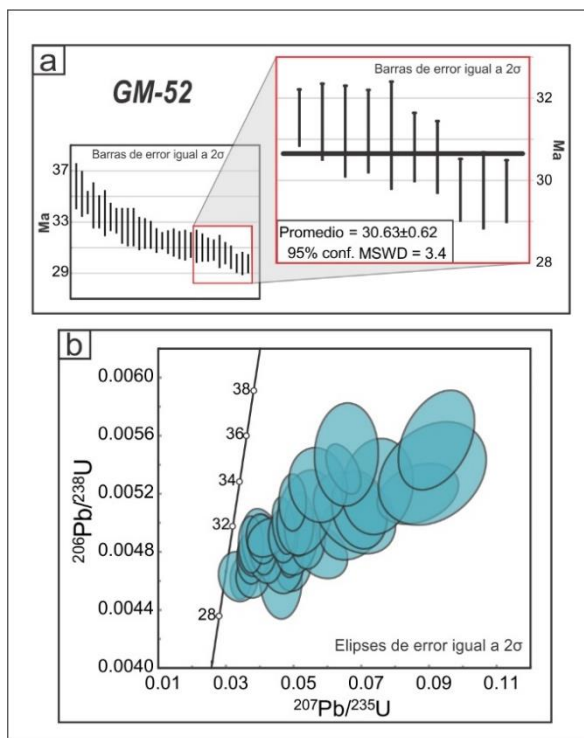 a
GM-52
Barras de error igual a 2σ
37
33
29
Ma
Barras de error igual a 2σ
32
30
28
Ma
Promedio = 30.63±0.62
95% conf. MSWD = 3.4
b
0.0060
0.0056
0.0052
0.0048
0.0044
0.0040
206Pb/238U
38
36
34
32
28
Elipses de error igual a 2σ
0.01
0.03
0.05
0.07
0.09
0.11
207Pb/235U